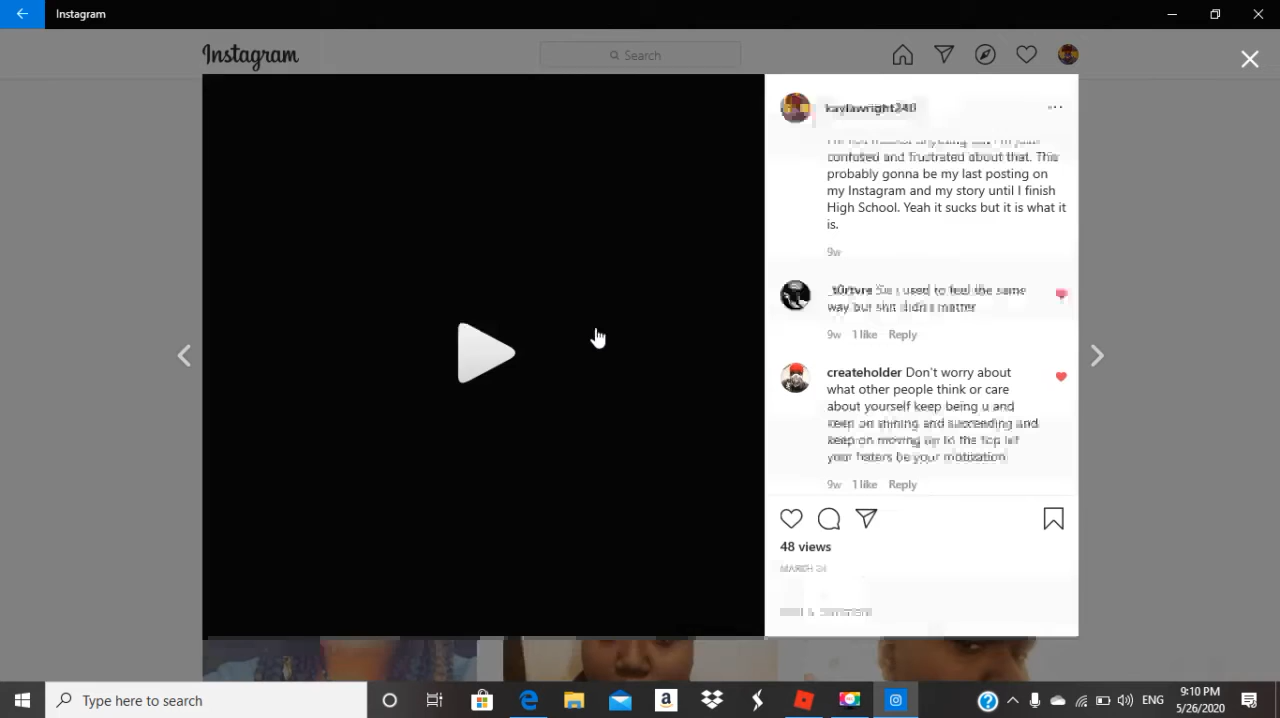 Instagram
Instagram
Search
confused and frustrated about that. This
probably gonna be my last posting on
my Instagram and my story until I finish
High School. Yeah it sucks but it is what it
is.
9w
used to feel the same
way but shit didn't matter
9w 1 like Reply
createholder Don't worry about
what other people think or care
about yourself keep being u and
keep on shining and succeeding and
keep on moving up to the top let
your haters be your motivation
9w 1 like Reply
48 views
MARCH
Type here to search
ENG
9:10 PM
5/26/2020